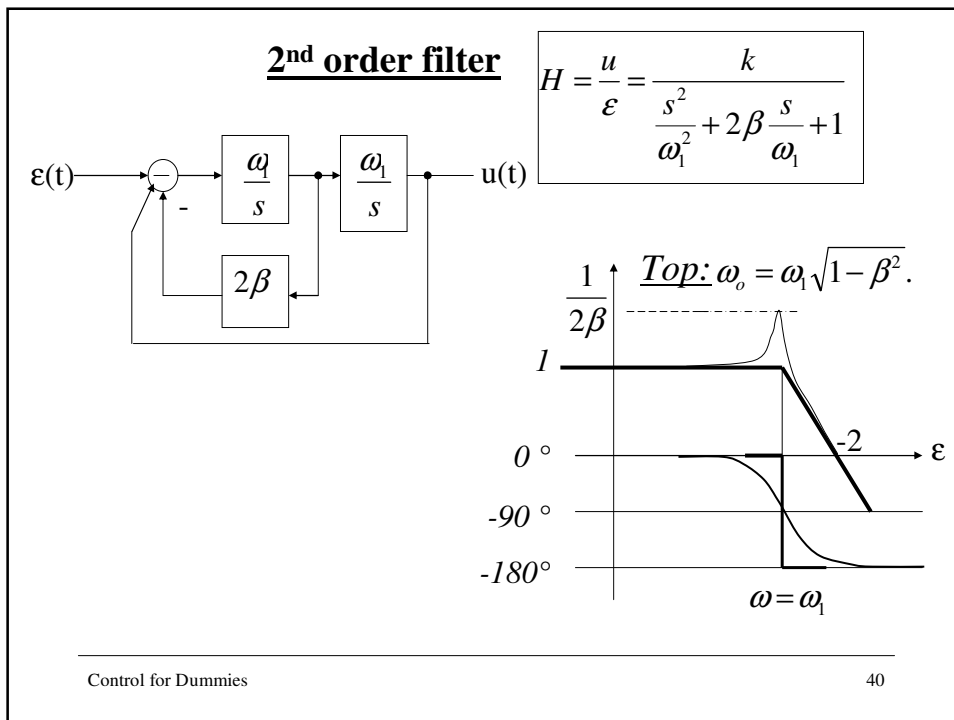 2nd order filter
H = u/ε = k / (s²/ω₁² + 2β s/ω₁ + 1)
ε(t)
-
ω₁/s
ω₁/s
u(t)
2β
Top: ωₒ = ω₁√(1−β²).
1/2β
1
-2
0 °
ε
-90 °
-180°
ω = ω₁
Control for Dummies
40